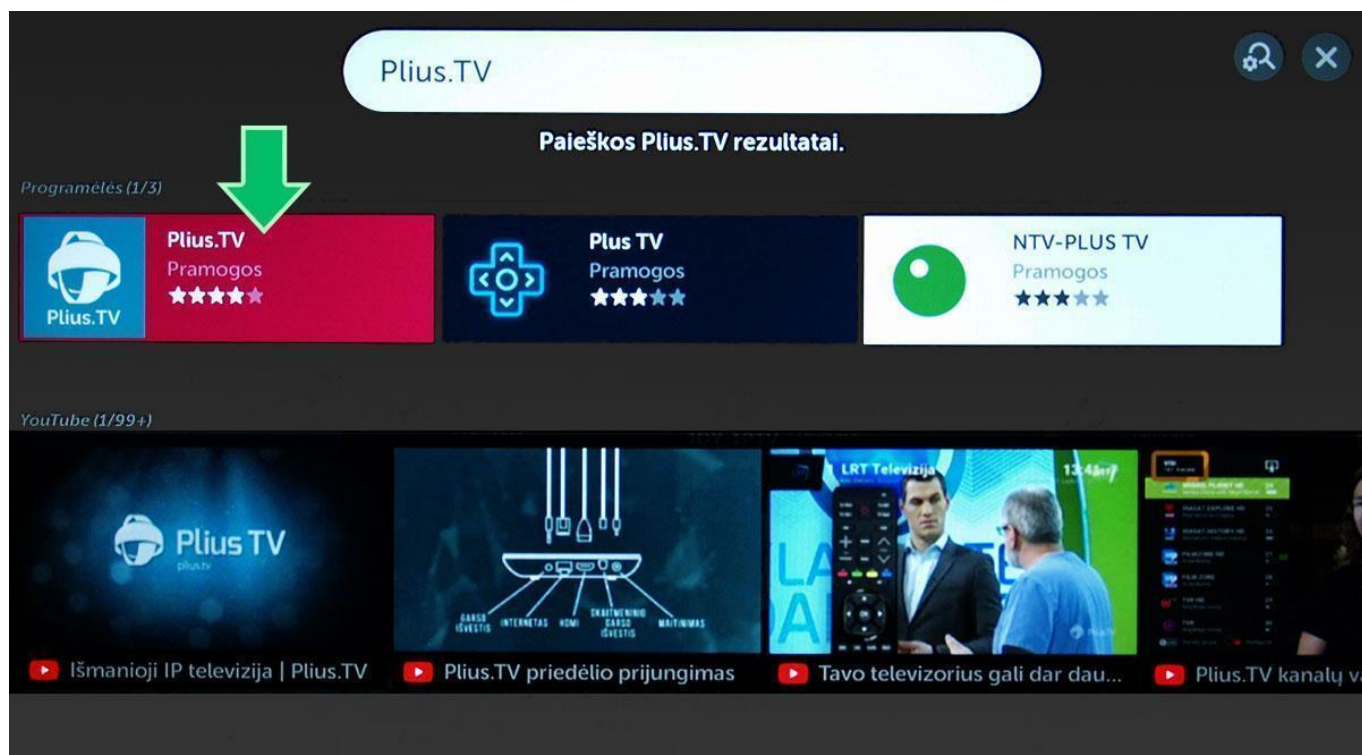 Plius.TV
Paieškos Plius.TV rezultatai.
Programėlės (1/3)
Plius.TV
Pramogos
Plius.TV
Plus TV
Pramogos
NTV-PLUS TV
Pramogos
YouTube (1/99+)
Plius TV
plius.tv
GARSO IŠVESTIS
INTERNETAS
HDMI
SKAITMENINIO GARSO IŠVESTIS
MAITINIMAS
LRT Televizija
Išmanioji IP televizija | Plius.TV
Plius.TV priedėlio prijungimas
Tavo televizorius gali dar dau...
Plius.TV kanalų v